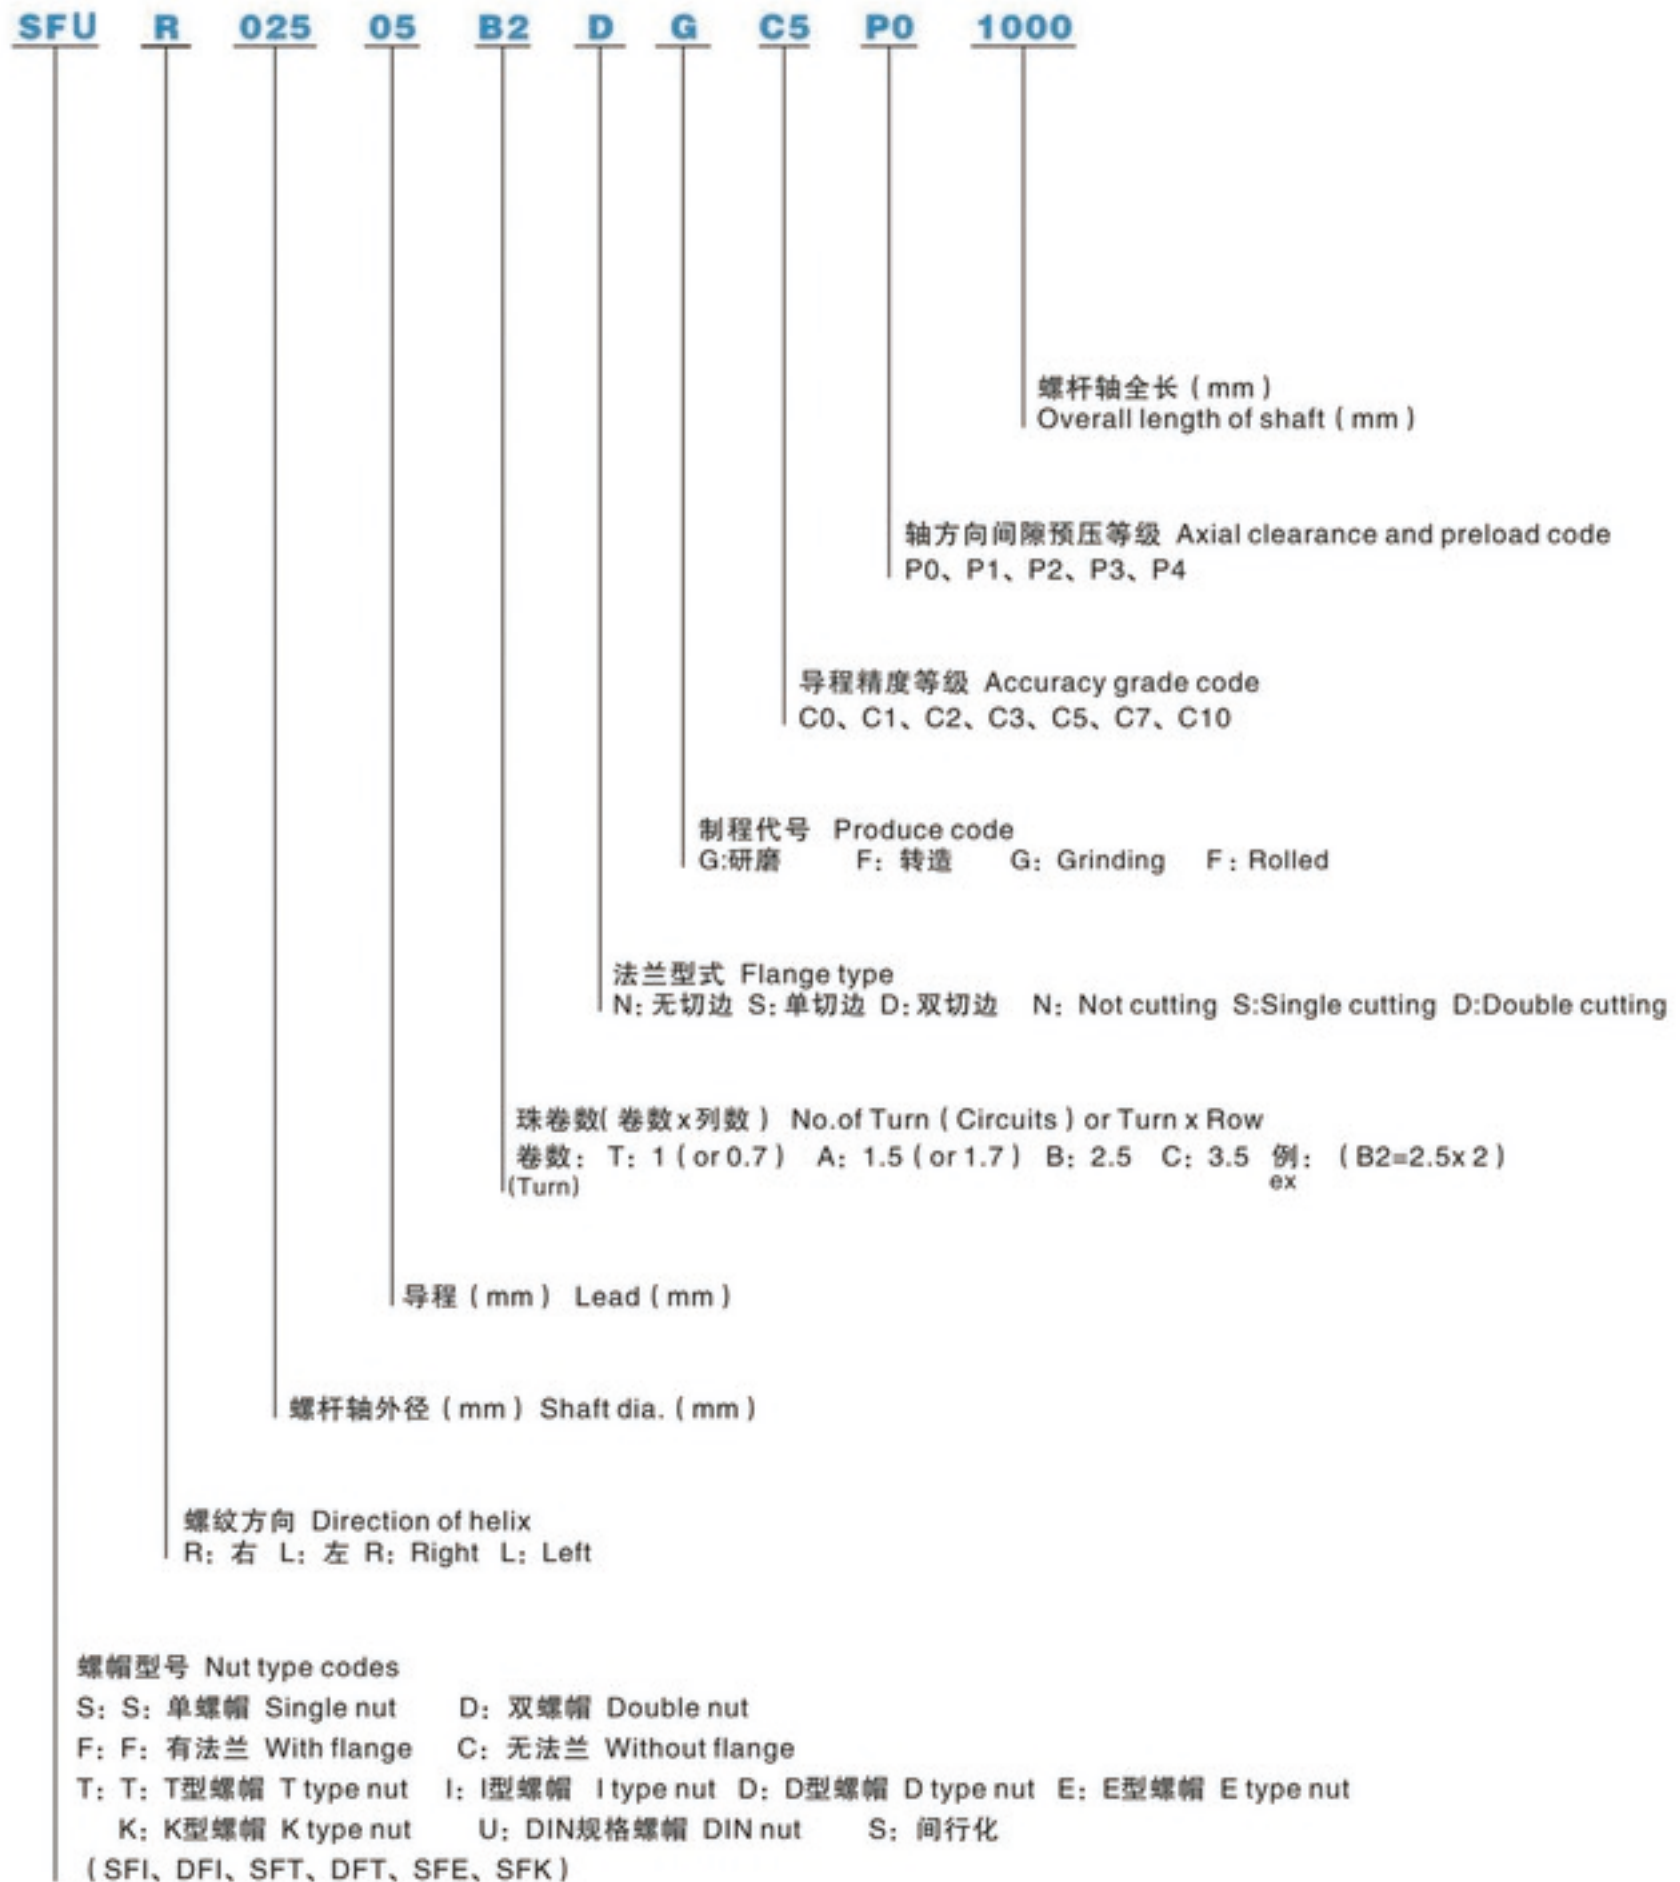 SFU R 025 05 B2 D G C5 P0 1000
螺杆轴全长（mm）
Overall length of shaft（mm）
轴方向间隙预压等级 Axial clearance and preload code
P0、P1、P2、P3、P4
导程精度等级 Accuracy grade code
C0、C1、C2、C3、C5、C7、C10
制程代号 Produce code
G:研磨 F：转造 G：Grinding F：Rolled
法兰型式 Flange type
N：无切边 S：单切边 D：双切边 N：Not cutting S:Single cutting D:Double cutting
珠卷数（卷数x列数）No.of Turn（Circuits）or Turn x Row
卷数：T：1（or 0.7） A：1.5（or 1.7） B：2.5 C：3.5 例：（B2=2.5x2）
(Turn) ex
导程（mm） Lead（mm）
螺杆轴外径（mm）Shaft dia.（mm）
螺纹方向 Direction of helix
R：右 L：左 R：Right L：Left
螺帽型号 Nut type codes
S：S：单螺帽 Single nut D：双螺帽 Double nut
F：F：有法兰 With flange C：无法兰 Without flange
T：T：T型螺帽 T type nut I：I型螺帽 I type nut D：D型螺帽 D type nut E：E型螺帽 E type nut
K：K型螺帽 K type nut U：DIN规格螺帽 DIN nut S：间行化
（SFI、DFI、SFT、DFT、SFE、SFK）